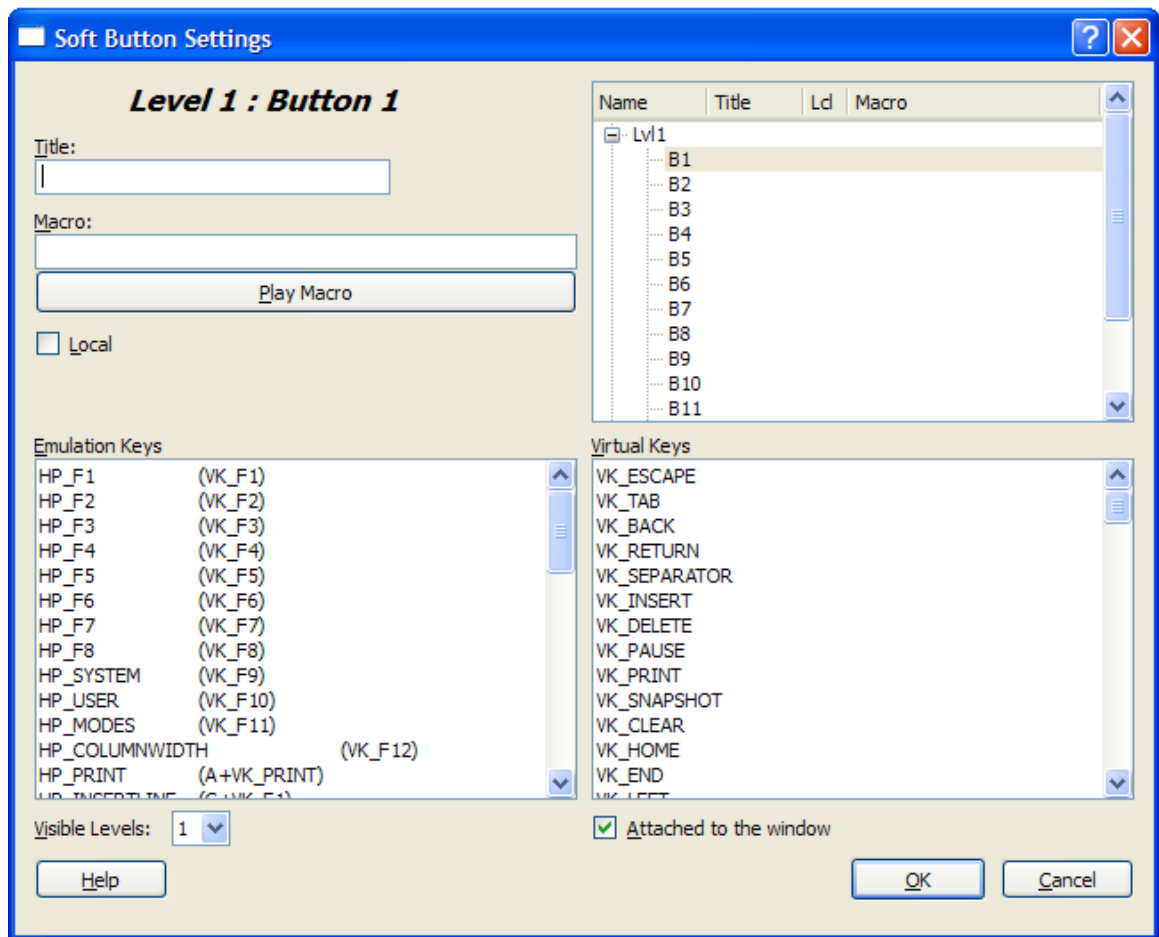 Soft Button Settings
Level 1 : Button 1
Title:
Macro:
Play Macro
Local
Name Title Lcl Macro
Lvl1
B1
B2
B3
B4
B5
B6
B7
B8
B9
B10
B11
Emulation Keys
HP_F1 (VK_F1)
HP_F2 (VK_F2)
HP_F3 (VK_F3)
HP_F4 (VK_F4)
HP_F5 (VK_F5)
HP_F6 (VK_F6)
HP_F7 (VK_F7)
HP_F8 (VK_F8)
HP_SYSTEM (VK_F9)
HP_USER (VK_F10)
HP_MODES (VK_F11)
HP_COLUMNWIDTH (VK_F12)
HP_PRINT (A+VK_PRINT)
HP_INSERTLINE (C+VK_F1)
Virtual Keys
VK_ESCAPE
VK_TAB
VK_BACK
VK_RETURN
VK_SEPARATOR
VK_INSERT
VK_DELETE
VK_PAUSE
VK_PRINT
VK_SNAPSHOT
VK_CLEAR
VK_HOME
VK_END
VK_LEFT
Visible Levels: 1
Attached to the window
Help
OK
Cancel